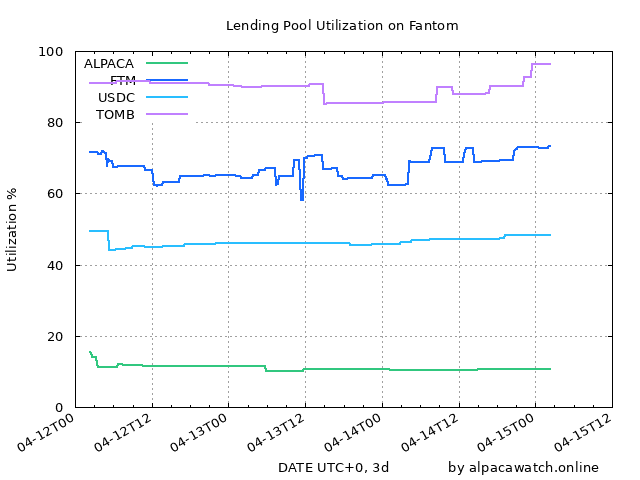 Lending Pool Utilization on Fantom
100
80
60
40
20
0
Utilization %
ALPACA
FTM
USDC
TOMB
04-12T00
04-12T12
04-13T00
04-13T12
04-14T00
04-14T12
04-15T00
04-15T12
DATE UTC+0, 3d
by alpacawatch.online